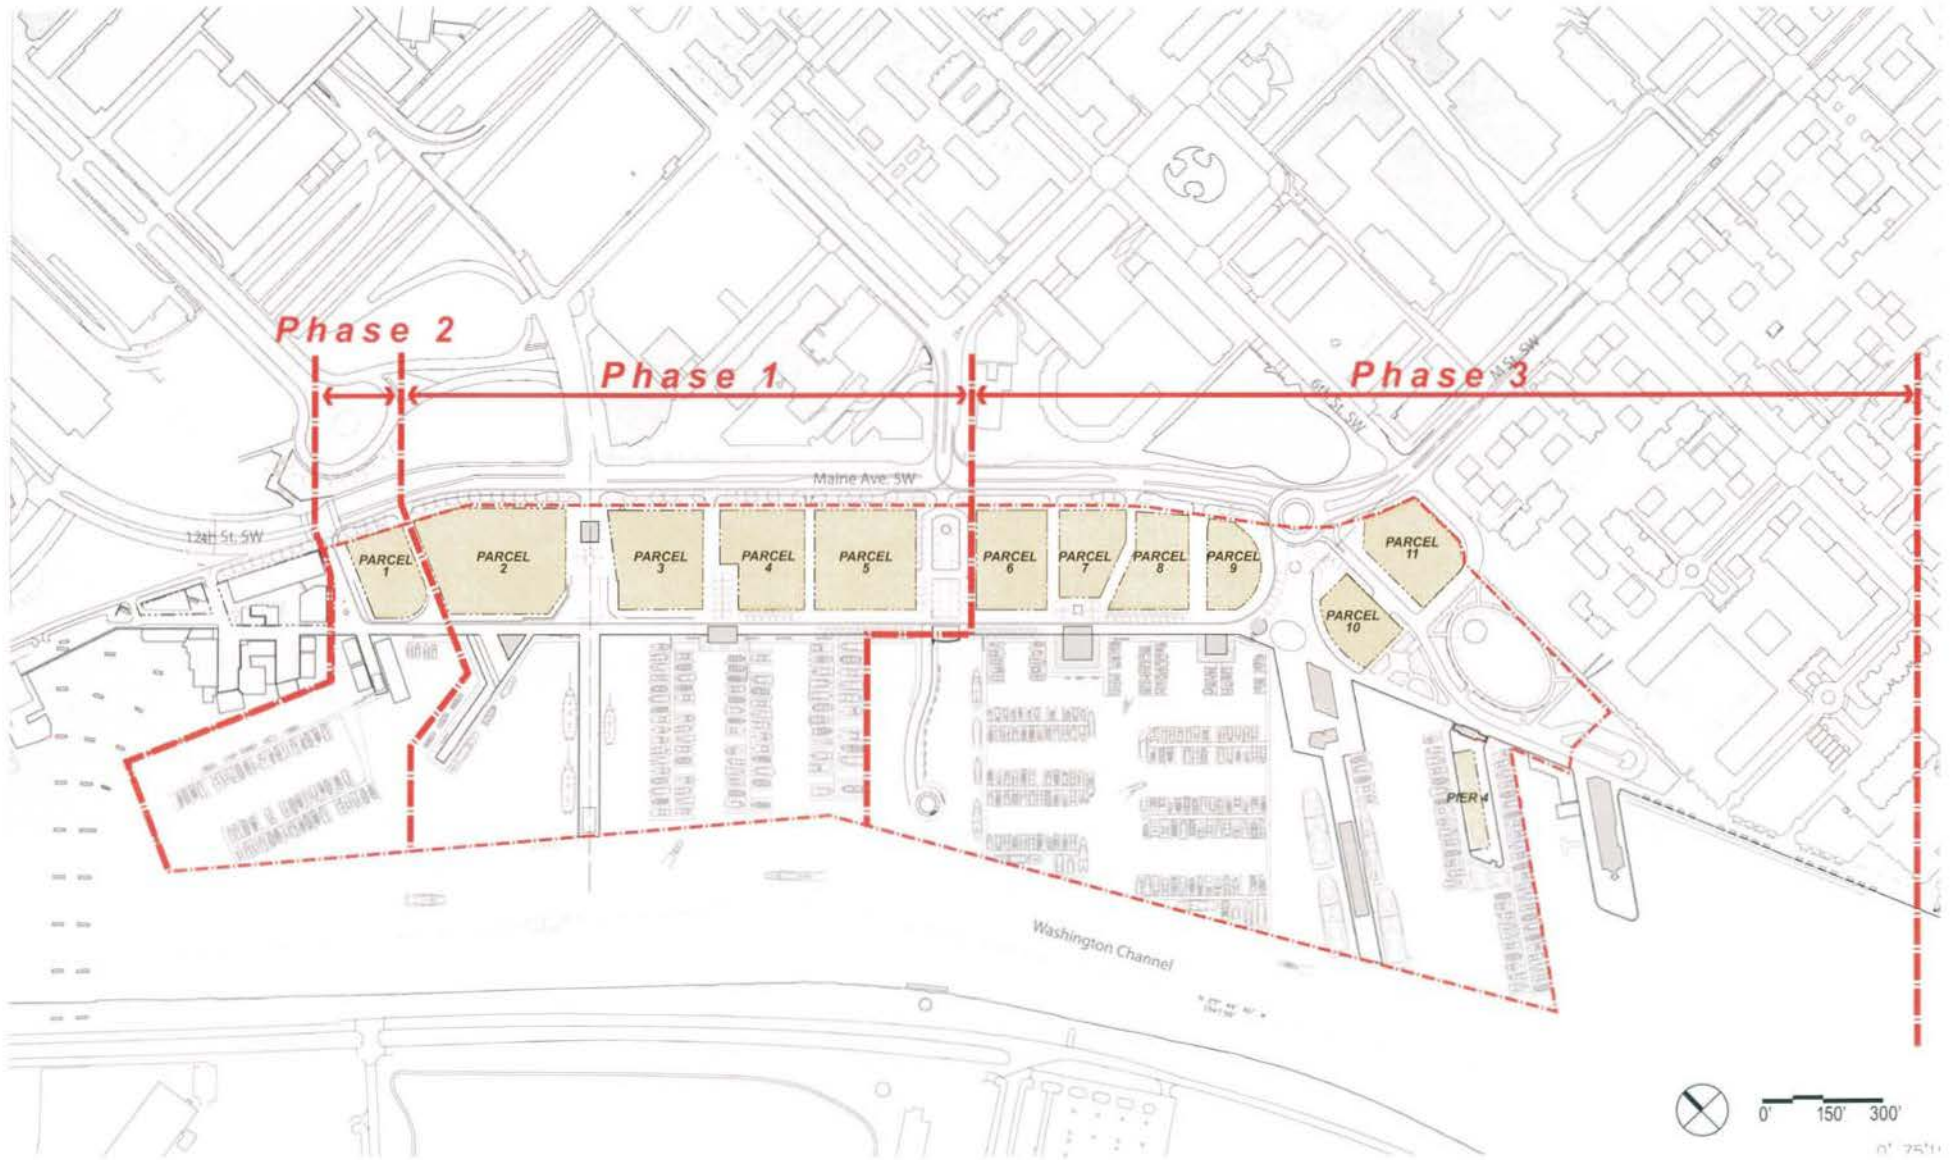 Phase 2
Phase 1
Phase 3
M St. SW
6th St. SW
Maine Ave. SW
12th St. SW
PARCEL
1
PARCEL
2
PARCEL
3
PARCEL
4
PARCEL
5
PARCEL
6
PARCEL
7
PARCEL
8
PARCEL
9
PARCEL
11
PARCEL
10
PIER 4
Washington Channel
0'
150'
300'